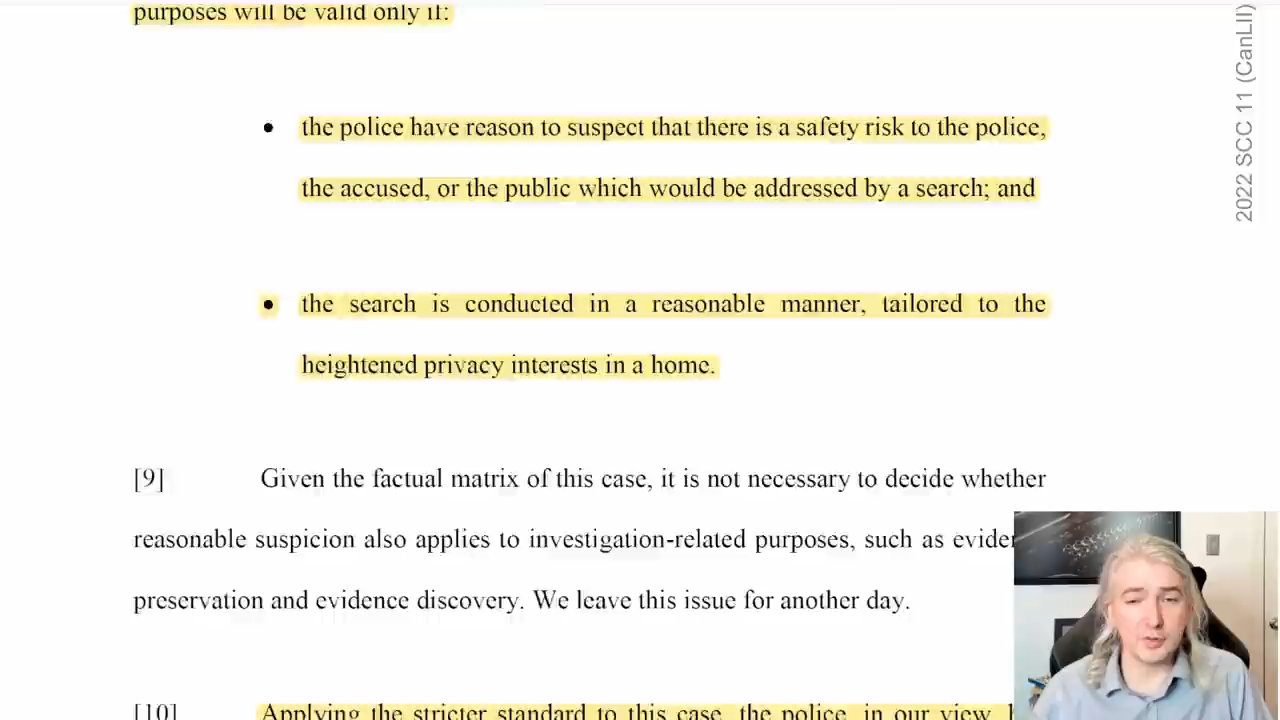 purposes will be valid only if:
• the police have reason to suspect that there is a safety risk to the police,
the accused, or the public which would be addressed by a search; and
• the search is conducted in a reasonable manner, tailored to the
heightened privacy interests in a home.
[9] Given the factual matrix of this case, it is not necessary to decide whether
reasonable suspicion also applies to investigation-related purposes, such as
preservation and evidence discovery. We leave this issue for another day.
[10] Applying the stricter standard to this case, the police, in our view,
2022 SCC 11 (CanLII)